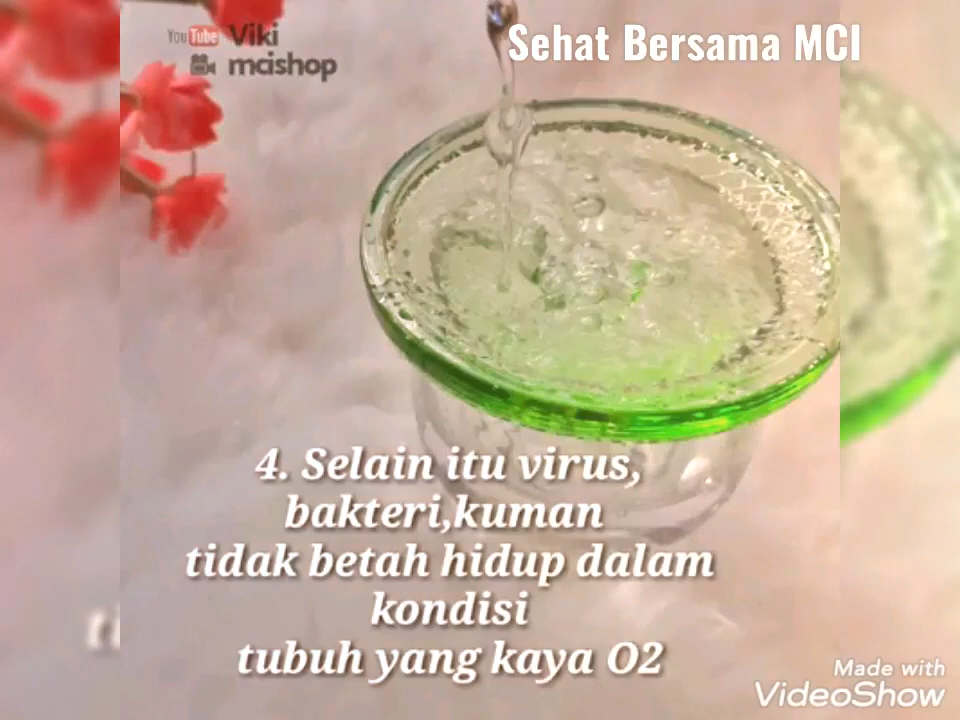 YouTube Viki
mcishop
Sehat Bersama MCI
4. Selain itu virus,
bakteri,kuman
tidak betah hidup dalam
kondisi
tubuh yang kaya O2
Made with
VideoShow